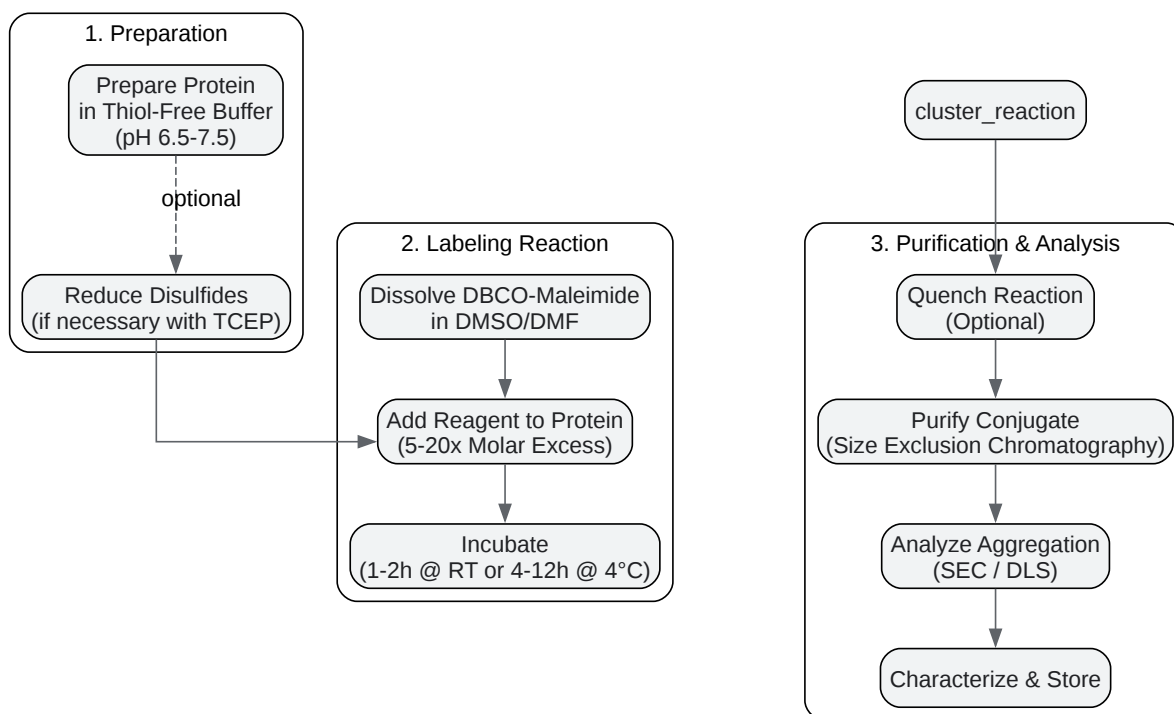 1. Preparation
Prepare Protein
in Thiol-Free Buffer
(pH 6.5-7.5)
optional
Reduce Disulfides
(if necessary with TCEP)
2. Labeling Reaction
Dissolve DBCO-Maleimide
in DMSO/DMF
Add Reagent to Protein
(5-20x Molar Excess)
Incubate
(1-2h @ RT or 4-12h @ 4°C)
cluster_reaction
3. Purification & Analysis
Quench Reaction
(Optional)
Purify Conjugate
(Size Exclusion Chromatography)
Analyze Aggregation
(SEC / DLS)
Characterize & Store